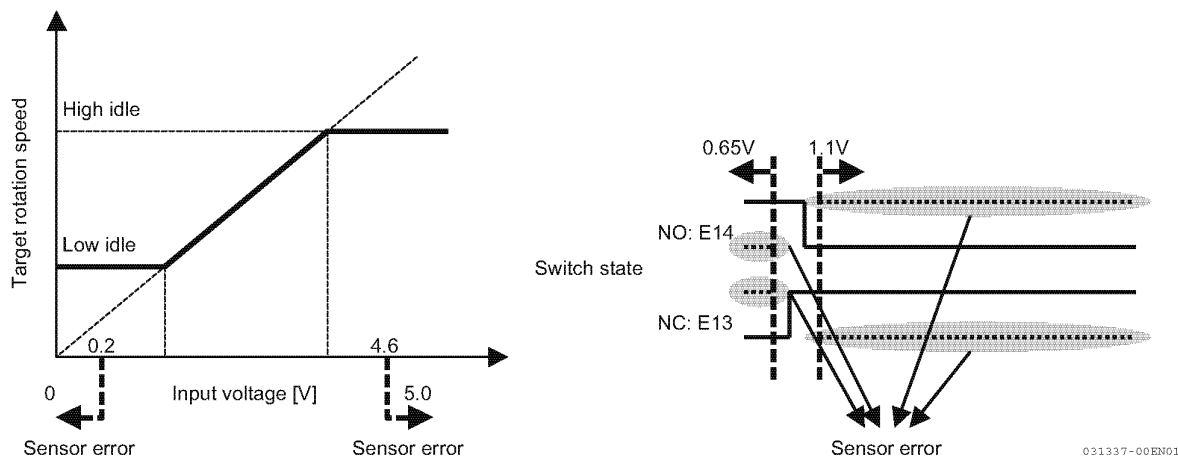 Target rotation speed
High idle
Low idle
0.2
4.6
0
Input voltage [V]
5.0
Sensor error
Sensor error
0.65V
1.1V
NO: E14
Switch state
NC: E13
Sensor error
031337-00EN01